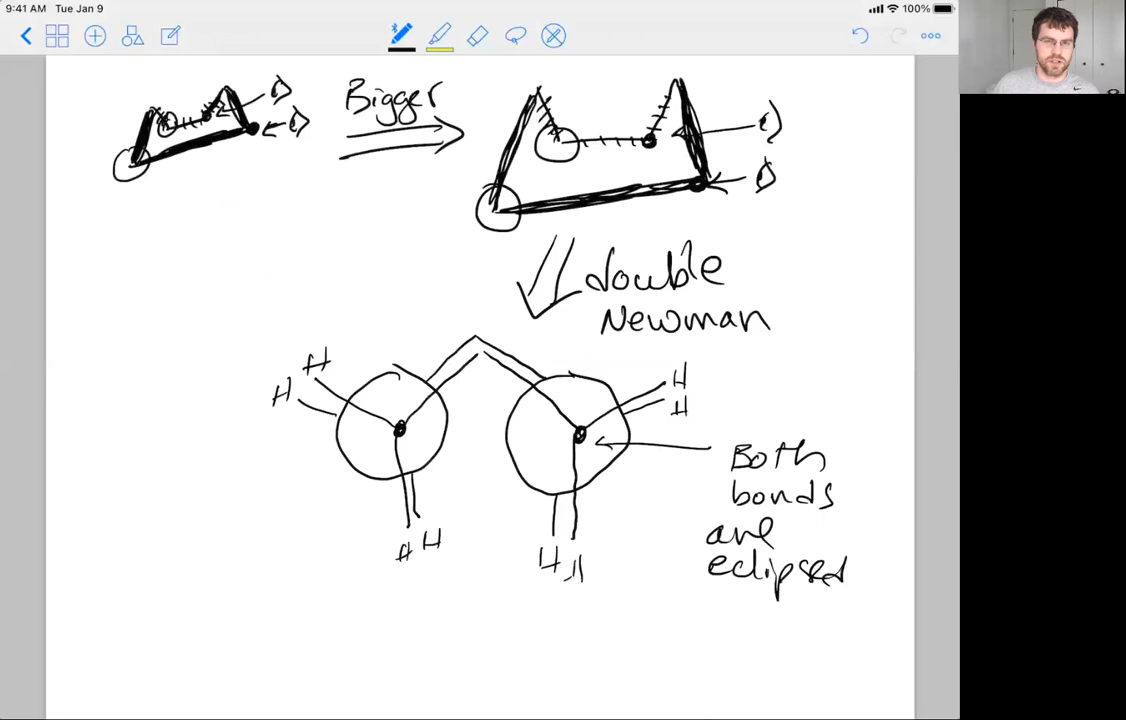 9:41 AM Tue Jan 9
100%
Bigger
double
Newman
H
H
H
H
Both
bonds
are
eclipsed
H
H
H
H